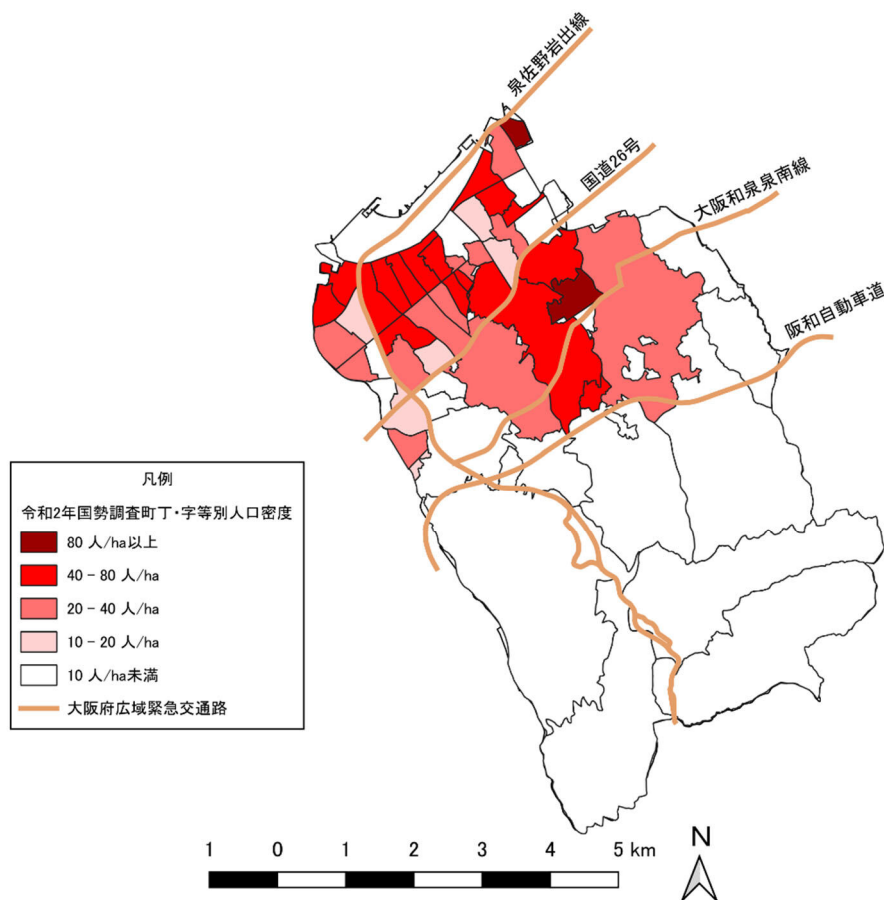 泉佐野岩出線
国道26号
大阪和泉泉南線
阪和自動車道
凡例
令和2年国勢調査町丁・字等別人口密度
80 人/ha以上
40 - 80 人/ha
20 - 40 人/ha
10 - 20 人/ha
10 人/ha未満
大阪府広域緊急交通路
1 0 1 2 3 4 5 km
N